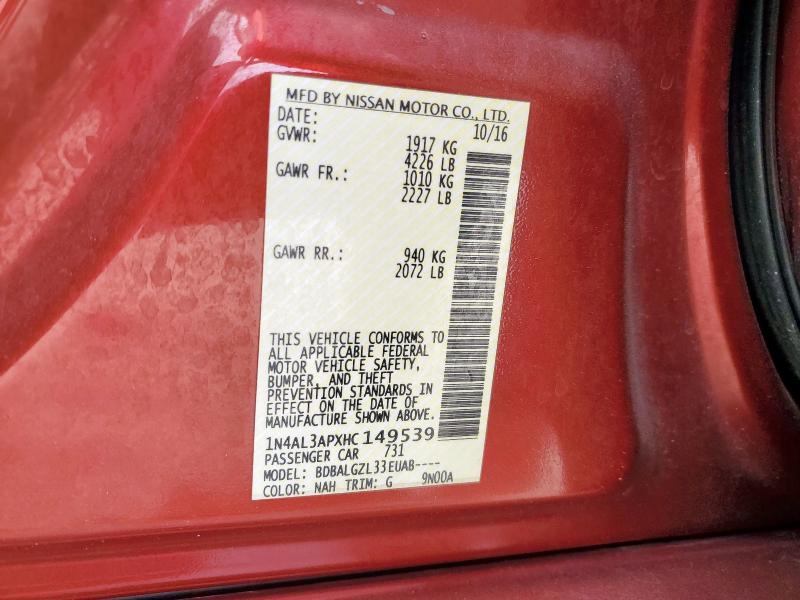 MFD BY NISSAN MOTOR CO., LTD.
DATE: 10/16
GVWR: 1917 KG
4226 LB
GAWR FR.: 1010 KG
2227 LB
GAWR RR.: 940 KG
2072 LB
THIS VEHICLE CONFORMS TO
ALL APPLICABLE FEDERAL
MOTOR VEHICLE SAFETY,
BUMPER, AND THEFT
PREVENTION STANDARDS IN
EFFECT ON THE DATE OF
MANUFACTURE SHOWN ABOVE.
1N4AL3APXHC149539
PASSENGER CAR 731
MODEL: BDBALGZL33EUAB----
COLOR: NAH TRIM: G 9N00A